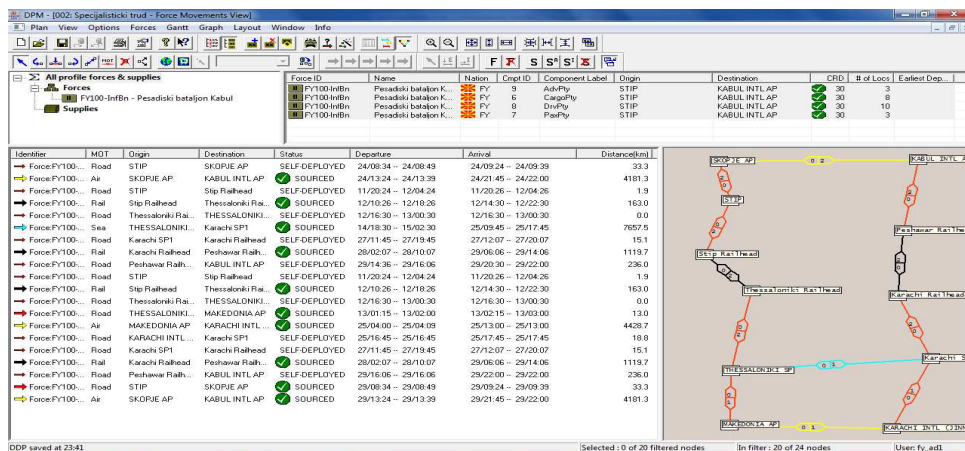 DPM - [002: Specijalisticki trud - Force Movements View]
Plan View Options Forces Gantt Graph Layout Window Info
F F S S^A S^I S
All profile forces & supplies
Forces
FY100-InfBn - Pesadiski bataljon Kabul
Supplies
Force ID Name Nation Cmpt ID Component Label Origin Destination CRD # of Locs Earliest Dep...
FY100-InfBn Pesadiski bataljon K... FY 9 AdvPty STIP KABUL INTL AP 30 3
FY100-InfBn Pesadiski bataljon K... FY 6 CargoPty STIP KABUL INTL AP 30 8
FY100-InfBn Pesadiski bataljon K... FY 8 DrvPty STIP KABUL INTL AP 30 10
FY100-InfBn Pesadiski bataljon K... FY 7 PaxPty STIP KABUL INTL AP 30 3
Identifier MOT Origin Destination Status Departure Arrival Distance[km]
Force:FY100-... Road STIP SKOPJE AP SELF-DEPLOYED 24/08:34 -- 24/08:49 24/09:24 -- 24/09:39 33.3
Force:FY100-... Air SKOPJE AP KABUL INTL AP SOURCED 24/13:24 -- 24/13:39 24/21:45 -- 24/22:00 4181.3
Force:FY100-... Road STIP Stip Railhead SELF-DEPLOYED 11/20:24 -- 12/04:24 11/20:26 -- 12/04:26 1.9
Force:FY100-... Rail Stip Railhead Thessaloniki Rai... SOURCED 12/10:26 -- 12/18:26 12/14:30 -- 12/22:30 163.0
Force:FY100-... Road Thessaloniki Rai... THESSALONIKI... SELF-DEPLOYED 12/16:30 -- 13/00:30 12/16:30 -- 13/00:30 0.0
Force:FY100-... Sea THESSALONIKI... Karachi SP1 SOURCED 14/18:30 -- 15/02:30 25/09:45 -- 25/17:45 7657.5
Force:FY100-... Road Karachi SP1 Karachi Railhead SELF-DEPLOYED 27/11:45 -- 27/19:45 27/12:07 -- 27/20:07 15.1
Force:FY100-... Rail Karachi Railhead Peshawar Railh... SOURCED 28/02:07 -- 28/10:07 29/06:06 -- 29/14:06 1119.7
Force:FY100-... Road Peshawar Railh... KABUL INTL AP SELF-DEPLOYED 29/14:36 -- 29/16:06 29/20:30 -- 29/22:00 236.0
Force:FY100-... Road STIP Stip Railhead SELF-DEPLOYED 11/20:24 -- 12/04:24 11/20:26 -- 12/04:26 1.9
Force:FY100-... Rail Stip Railhead Thessaloniki Rai... SOURCED 12/10:26 -- 12/18:26 12/14:30 -- 12/22:30 163.0
Force:FY100-... Road Thessaloniki Rai... THESSALONIKI... SELF-DEPLOYED 12/16:30 -- 13/00:30 12/16:30 -- 13/00:30 0.0
Force:FY100-... Road THESSALONIKI... MAKEDONIA AP SOURCED 13/01:15 -- 13/02:00 13/02:15 -- 13/03:00 13.0
Force:FY100-... Air MAKEDONIA AP KARACHI INTL ... SOURCED 25/04:00 -- 25/04:09 25/13:00 -- 25/13:00 4428.7
Force:FY100-... Road KARACHI INTL ... Karachi SP1 SELF-DEPLOYED 25/16:45 -- 25/16:45 25/17:45 -- 25/17:45 18.8
Force:FY100-... Road Karachi SP1 Karachi Railhead SELF-DEPLOYED 27/11:45 -- 27/19:45 27/12:07 -- 27/20:07 15.1
Force:FY100-... Rail Karachi Railhead Peshawar Railh... SOURCED 28/02:07 -- 28/10:07 29/06:06 -- 29/14:06 1119.7
Force:FY100-... Road Peshawar Railh... KABUL INTL AP SELF-DEPLOYED 29/16:06 -- 29/16:06 29/22:00 -- 29/22:00 236.0
Force:FY100-... Road STIP SKOPJE AP SOURCED 29/08:34 -- 29/08:49 29/09:24 -- 29/09:39 33.3
Force:FY100-... Air SKOPJE AP KABUL INTL AP SOURCED 29/13:24 -- 29/13:39 29/21:45 -- 29/22:00 4181.3
SKOPJE AP 0 2 KABUL INTL A
STIP
Peshawar Railhead
Stip Railhead
Thessaloniki Railhead
Karachi Railhead
Karachi S
THESSALONIKI SP 0 1
MAKEDONIA AP 0 1 KARACHI INTL (JINN
DDP saved at 23:41 Selected : 0 of 20 filtered nodes In filter : 20 of 24 nodes User: fy_ad1